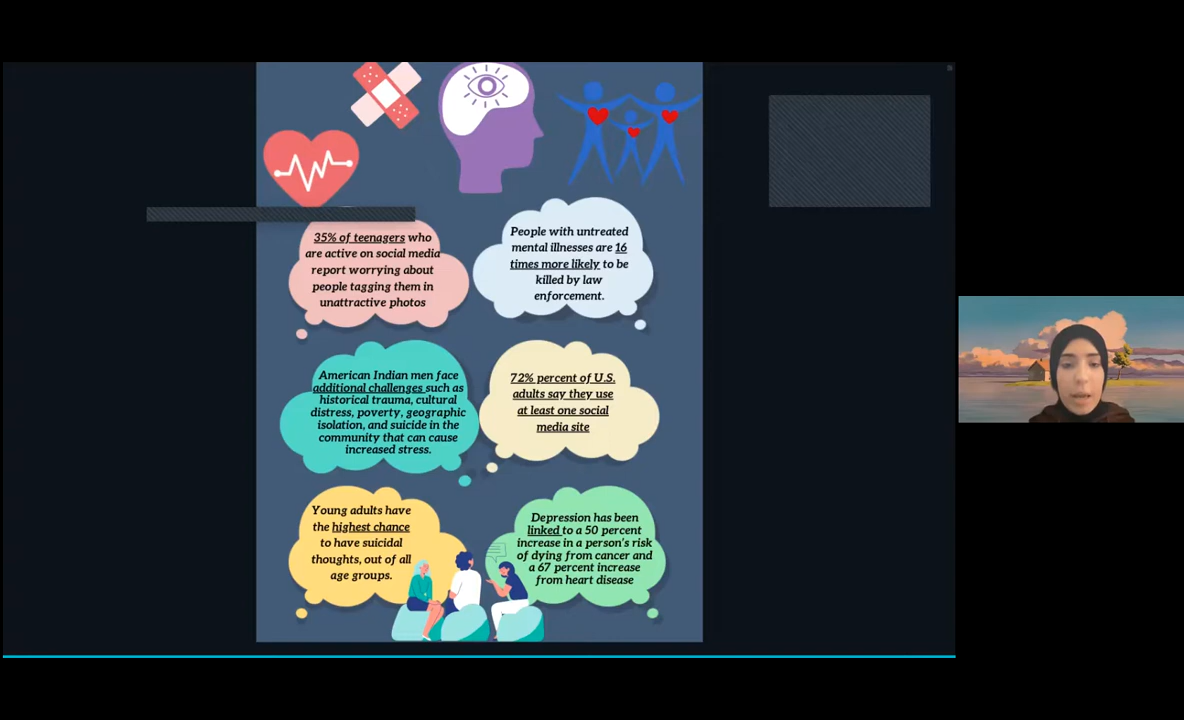 35% of teenagers who
are active on social media
report worrying about
people tagging them in
unattractive photos
People with untreated
mental illnesses are 16
times more likely to be
killed by law
enforcement.
American Indian men face
additional challenges such as
historical trauma, cultural
distress, poverty, geographic
isolation, and suicide in the
community that can cause
increased stress.
72% percent of U.S.
adults say they use
at least one social
media site
Young adults have
the highest chance
to have suicidal
thoughts, out of all
age groups.
Depression has been
linked to a 50 percent
increase in a person's risk
of dying from cancer and
a 67 percent increase
from heart disease